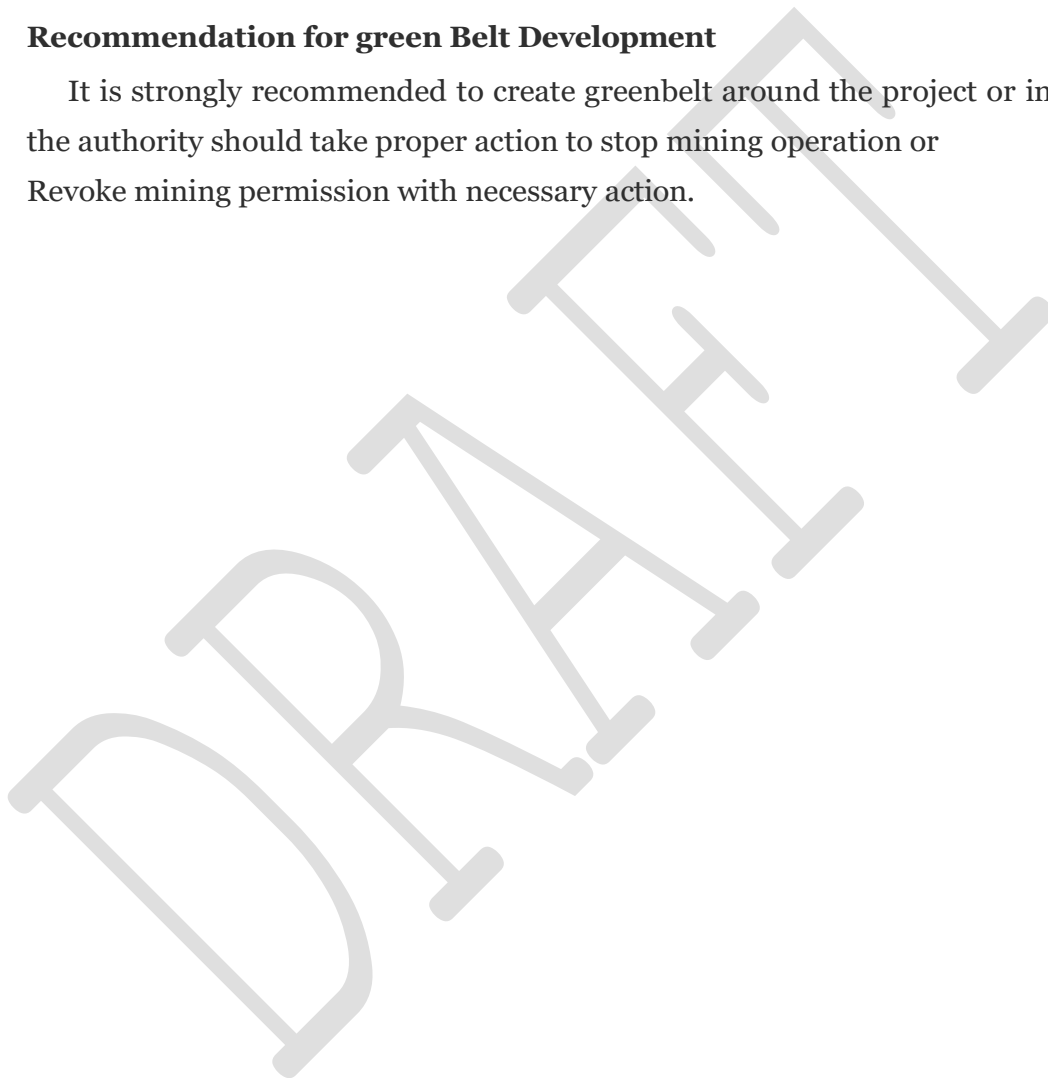 Recommendation for green Belt Development
It is strongly recommended to create greenbelt around the project or in
the authority should take proper action to stop mining operation or
Revoke mining permission with necessary action.
DRAFT